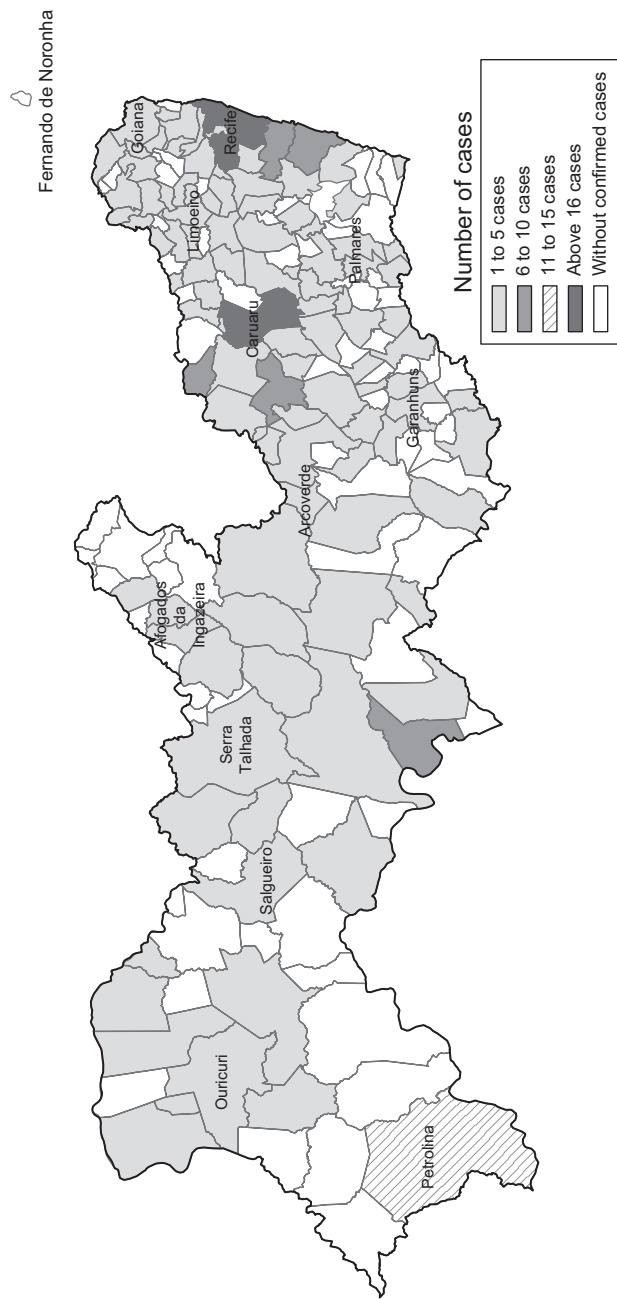 Fernando de Noronha
Goiana
Recife
Limoeiro
Palmares
Caruaru
Garanhuns
Arcoverde
Afogados
da
Ingazeira
Serra
Talhada
Salgueiro
Ouricuri
Petrolina
Number of cases
1 to 5 cases
6 to 10 cases
11 to 15 cases
Above 16 cases
Without confirmed cases